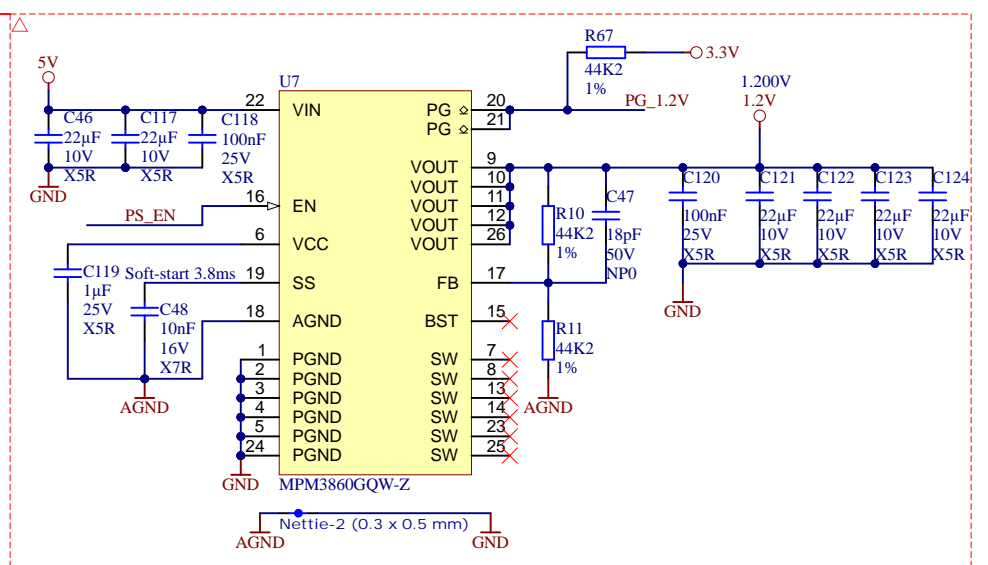 R67
44K2
1%
3.3V
5V
U7
1.200V
1.2V
22
VIN
PG
20
PG
21
PG_1.2V
C46
22µF
10V
X5R
C117
22µF
10V
X5R
C118
100nF
25V
X5R
GND
VOUT
9
VOUT
10
VOUT
11
VOUT
12
VOUT
26
16
EN
PS_EN
6
VCC
C47
18pF
50V
NP0
R10
44K2
1%
C120
100nF
25V
X5R
C121
22µF
10V
X5R
C122
22µF
10V
X5R
C123
22µF
10V
X5R
C124
22µF
10V
X5R
GND
C119
1µF
25V
X5R
Soft-start 3.8ms
19
SS
FB
17
C48
10nF
16V
X7R
18
AGND
BST
15
R11
44K2
1%
AGND
AGND
1
PGND
2
PGND
3
PGND
4
PGND
5
PGND
24
PGND
SW
7
SW
8
SW
13
SW
14
SW
23
SW
25
GND
MPM3860GQW-Z
Nettie-2 (0.3 x 0.5 mm)
AGND
GND